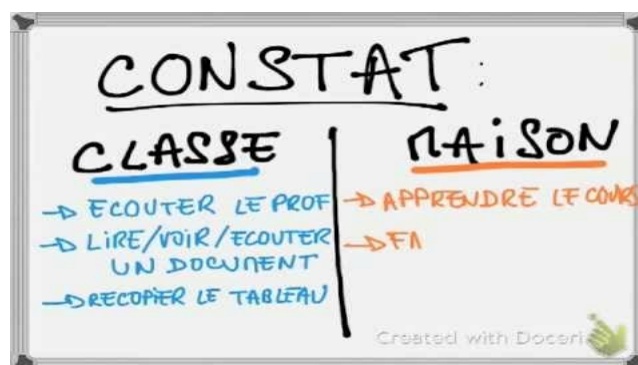 CONSTAT:
CLASSE
→ ECOUTER LE PROF
→ LIRE/VOIR/ECOUTER
UN DOCUMENT
→ RECOPIER LE TABLEAU
MAISON
→ APPRENDRE LE COURS
→ FA
Created with Doceri